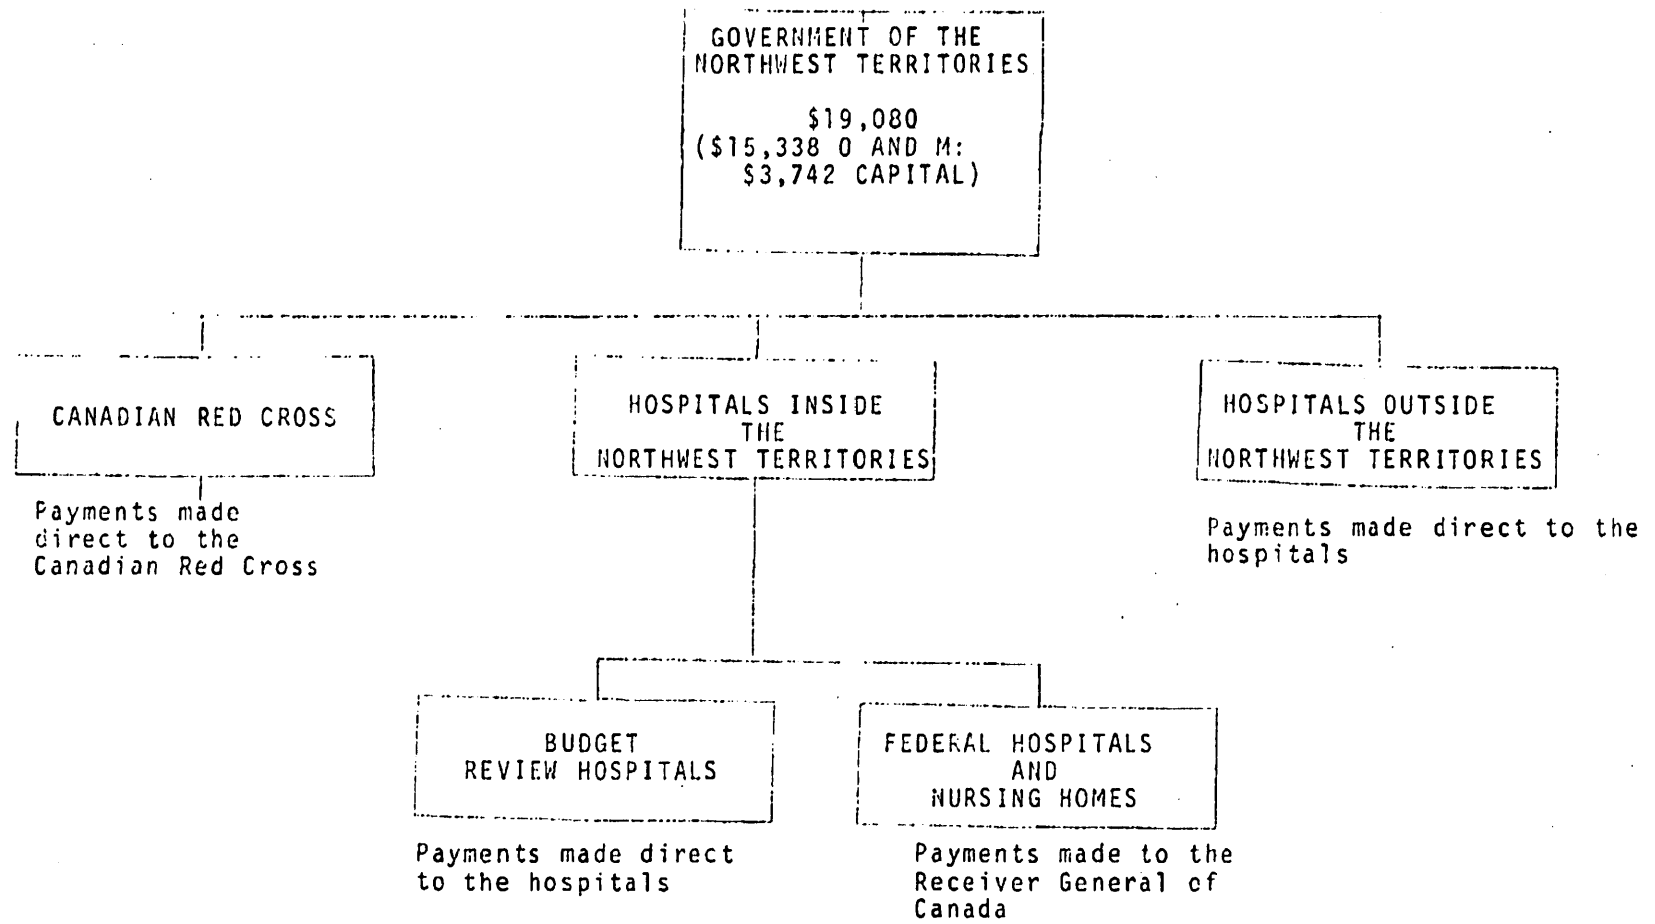 GOVERNMENT OF THE
NORTHWEST TERRITORIES
$19,080
($15,338 O AND M:
$3,742 CAPITAL)
CANADIAN RED CROSS
Payments made
direct to the
Canadian Red Cross
HOSPITALS INSIDE
THE
NORTHWEST TERRITORIES
HOSPITALS OUTSIDE
THE
NORTHWEST TERRITORIES
Payments made direct to the
hospitals
BUDGET
REVIEW HOSPITALS
Payments made direct
to the hospitals
FEDERAL HOSPITALS
AND
NURSING HOMES
Payments made to the
Receiver General of
Canada